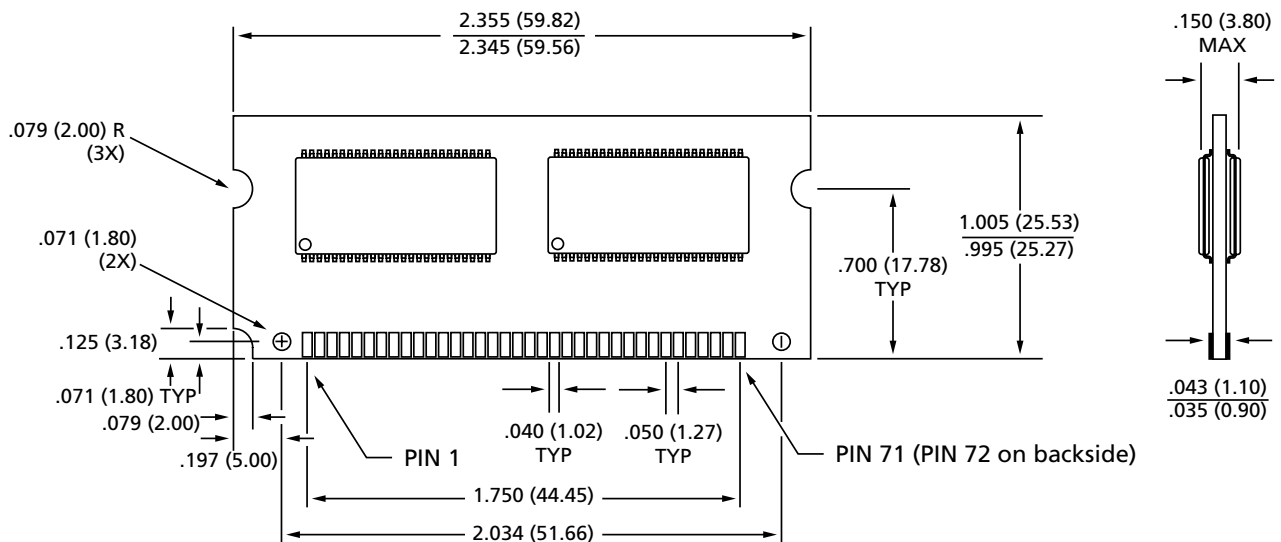 2.355 (59.82)
2.345 (59.56)
.150 (3.80)
MAX
.079 (2.00) R
(3X)
.071 (1.80)
(2X)
1.005 (25.53)
.995 (25.27)
.700 (17.78)
TYP
.125 (3.18)
.071 (1.80) TYP
.079 (2.00)
.197 (5.00)
PIN 1
.040 (1.02)
TYP
.050 (1.27)
TYP
PIN 71 (PIN 72 on backside)
.043 (1.10)
.035 (0.90)
1.750 (44.45)
2.034 (51.66)